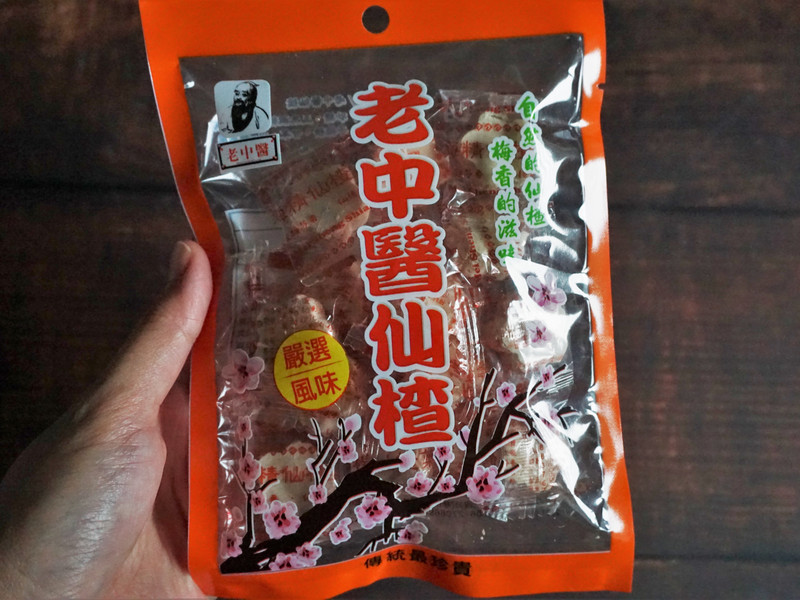 老中醫
老中醫仙楂
自然的仙楂
梅香的滋味
嚴選
風味
傳統最珍貴